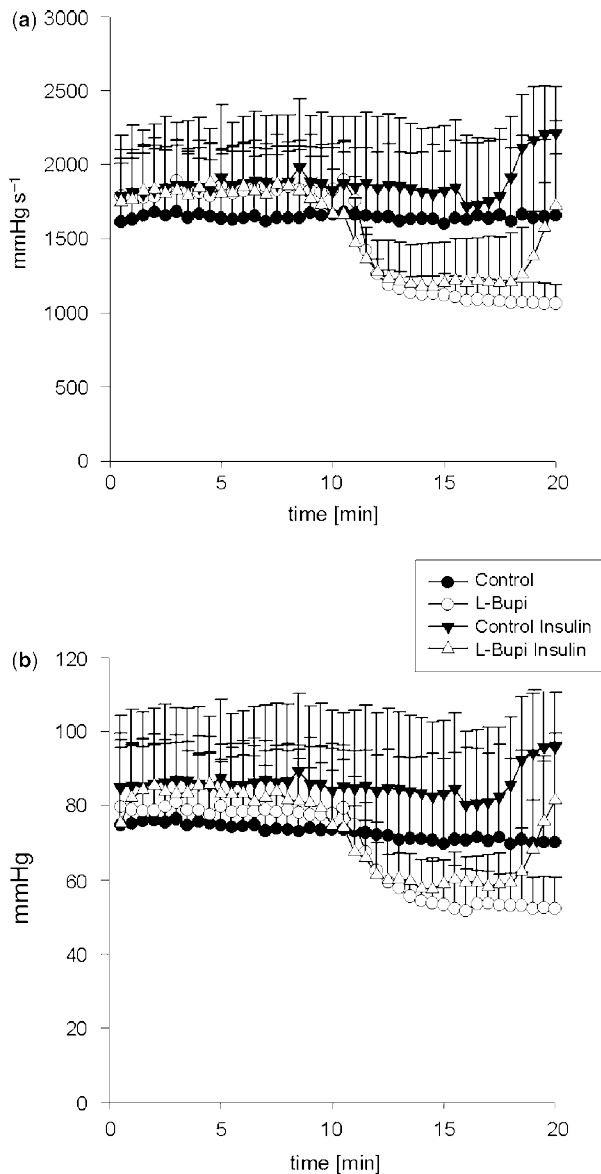 (a)
3000
2500
2000
1500
1000
500
0
mmHg s⁻¹
0 5 10 15 20
time [min]
Control
L-Bupi
Control Insulin
L-Bupi Insulin
(b)
120
100
80
60
40
20
0
mmHg
0 5 10 15 20
time [min]